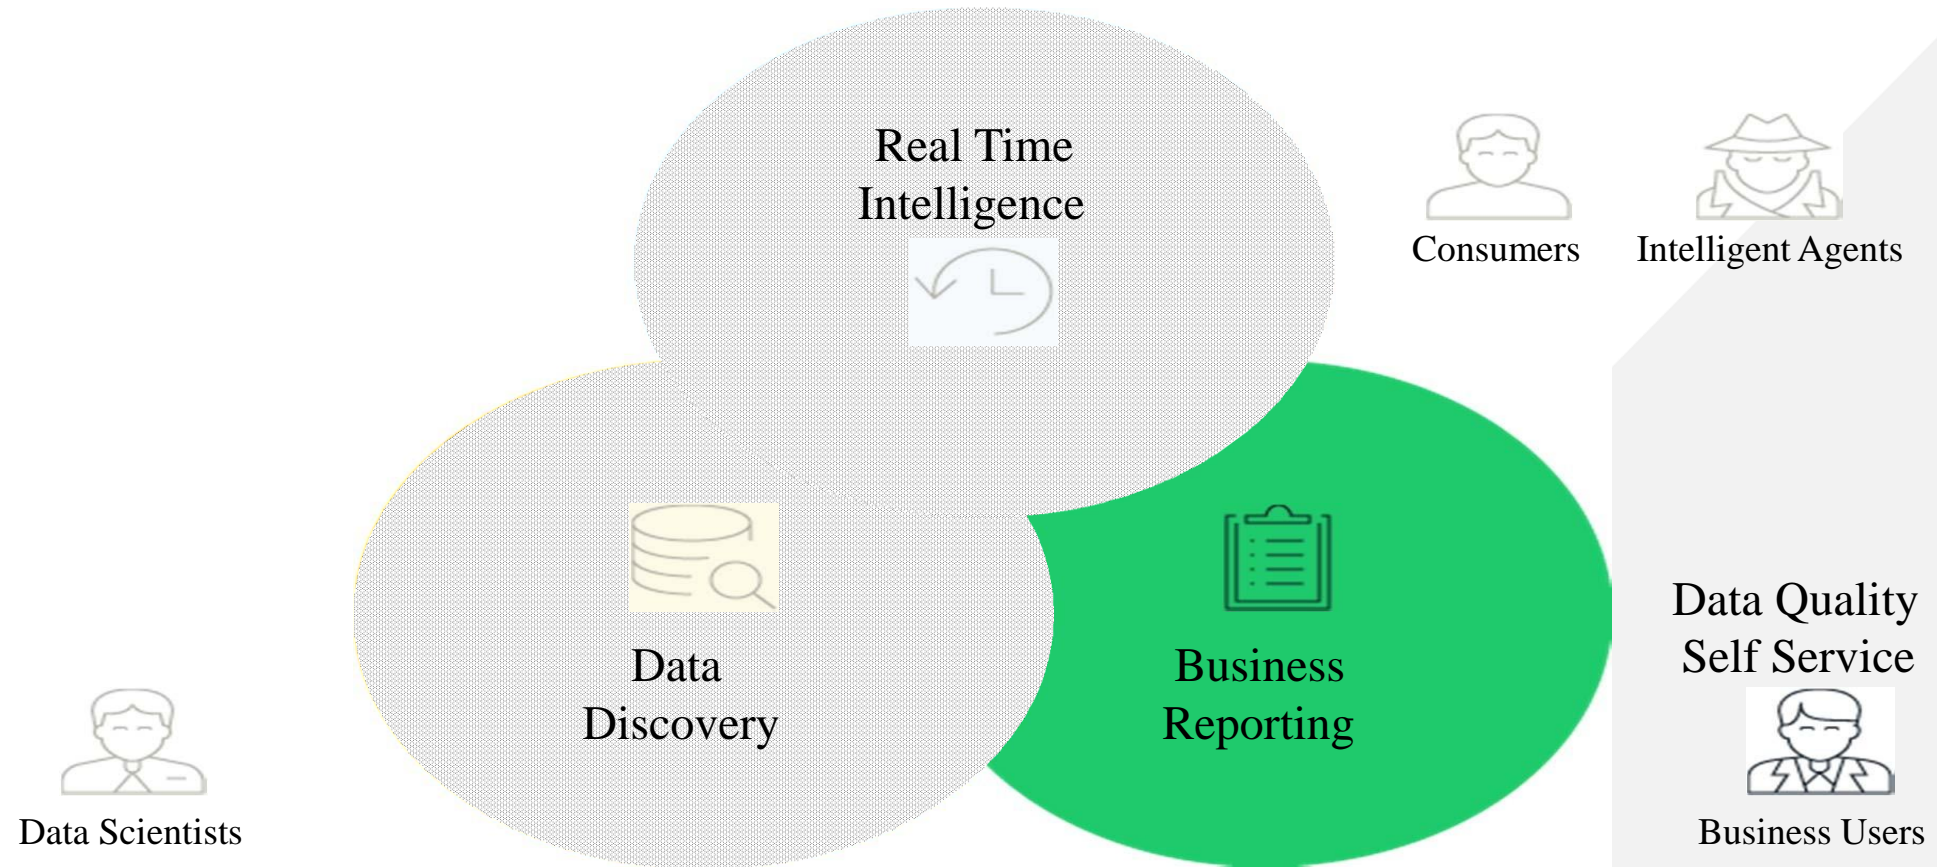 Real Time
Intelligence
Consumers
Intelligent Agents
Data
Discovery
Business
Reporting
Data Quality
Self Service
Data Scientists
Business Users